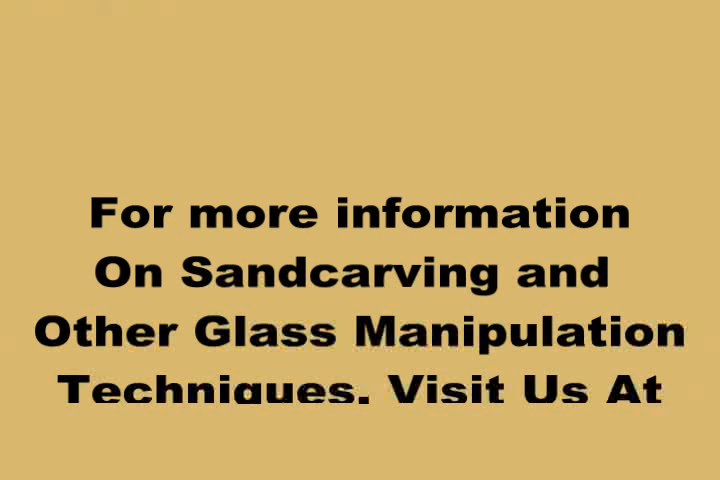 For more information
On Sandcarving and
Other Glass Manipulation
Techniques, Visit Us At